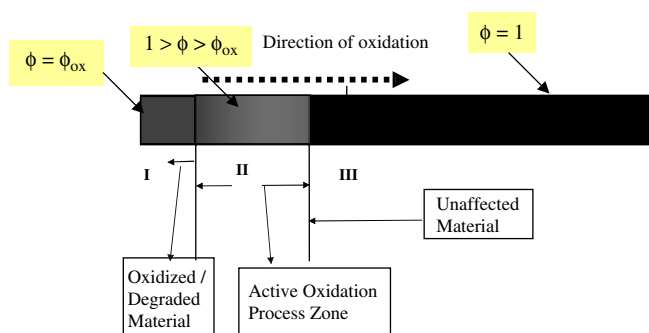 ϕ = ϕox
1 > ϕ > ϕox
Direction of oxidation
ϕ = 1
I
II
III
Unaffected
Material
Oxidized /
Degraded
Material
Active Oxidation
Process Zone